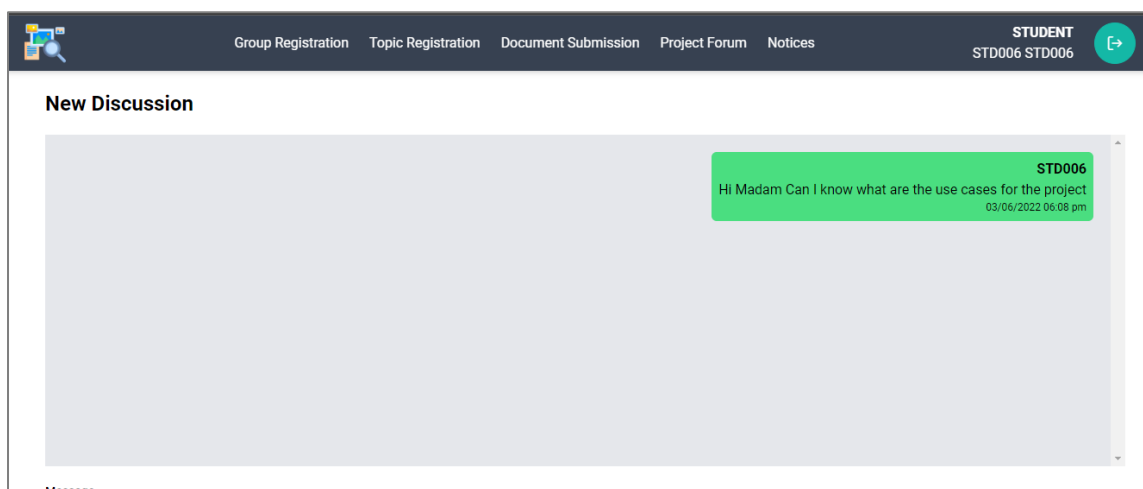 Group Registration Topic Registration Document Submission Project Forum Notices
STUDENT
STD006 STD006
New Discussion
STD006
Hi Madam Can I know what are the use cases for the project
03/06/2022 06:08 pm